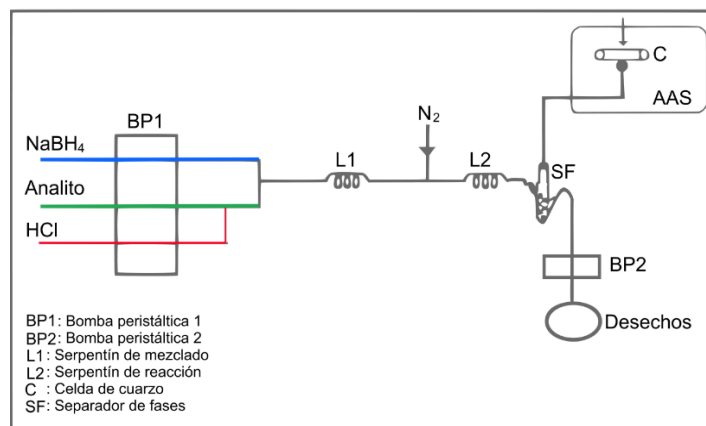 C
AAS
BP1
N₂
NaBH₄
L1
L2
SF
Analito
HCl
BP2
Desechos
BP1: Bomba peristáltica 1
BP2: Bomba peristáltica 2
L1: Serpentín de mezclado
L2: Serpentín de reacción
C : Celda de cuarzo
SF: Separador de fases